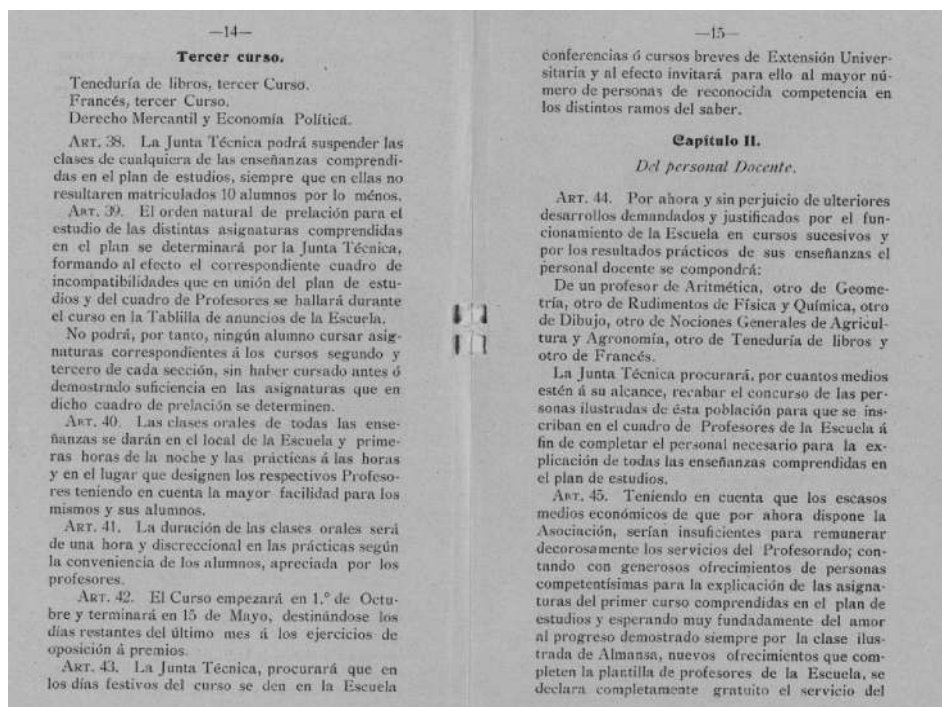 —14—
Tercer curso.
Teneduría de libros, tercer Curso.
Francés, tercer Curso.
Derecho Mercantil y Economía Política.
ART. 38. La Junta Técnica podrá suspender las
clases de cualquiera de las enseñanzas comprendi-
das en el plan de estudios, siempre que en ellas no
resultaren matriculados 10 alumnos por lo ménos.
ART. 39. El orden natural de prelación para el
estudio de las distintas asignaturas comprendidas
en el plan se determinará por la Junta Técnica,
formando al efecto el correspondiente cuadro de
incompatibilidades que en unión del plan de estu-
dios y del cuadro de Profesores se hallará durante
el curso en la Tablilla de anuncios de la Escuela.
No podrá, por tanto, ningún alumno cursar asig-
naturas correspondientes á los cursos segundo y
tercero de cada sección, sin haber cursado antes ó
demostrado suficiencia en las asignaturas que en
dicho cuadro de prelación se determinen.
ART. 40. Las clases orales de todas las ense-
ñanzas se darán en el local de la Escuela y prime-
ras horas de la noche y las prácticas á las horas
y en el lugar que designen los respectivos Profeso-
res teniendo en cuenta la mayor facilidad para los
mismos y sus alumnos.
ART. 41. La duración de las clases orales será
de una hora y discreccional en las prácticas según
la conveniencia de los alumnos, apreciada por los
profesores.
ART. 42. El Curso empezará en 1.º de Octu-
bre y terminará en 15 de Mayo, destinándose los
días restantes del último mes á los ejercicios de
oposición á premios.
ART. 43. La Junta Técnica, procurará que en
los días festivos del curso se den en la Escuela
—15—
conferencias ó cursos breves de Extensión Univer-
sitaria y al efecto invitará para ello al mayor nú-
mero de personas de reconocida competencia en
los distintos ramos del saber.
Capítulo II.
Del personal Docente.
ART. 44. Por ahora y sin perjuicio de ulteriores
desarrollos demandados y justificados por el fun-
cionamiento de la Escuela en cursos sucesivos y
por los resultados prácticos de sus enseñanzas el
personal docente se compondrá:
De un profesor de Aritmética, otro de Geome-
tría, otro de Rudimentos de Física y Química, otro
de Dibujo, otro de Nociones Generales de Agricul-
tura y Agronomía, otro de Teneduría de libros y
otro de Francés.
La Junta Técnica procurará, por cuantos medios
estén á su alcance, recabar el concurso de las per-
sonas ilustradas de ésta población para que se ins-
criban en el cuadro de Profesores de la Escuela á
fin de completar el personal necesario para la ex-
plicación de todas las enseñanzas comprendidas en
el plan de estudios.
ART. 45. Teniendo en cuenta que los escasos
medios económicos de que por ahora dispone la
Asociación, serían insuficientes para remunerar
decorosamente los servicios del Profesorado; con-
tando con generosos ofrecimientos de personas
competentísimas para la explicación de las asigna-
turas del primer curso comprendidas en el plan de
estudios y esperando muy fundadamente del amor
al progreso demostrado siempre por la clase ilus-
trada de Almansa, nuevos ofrecimientos que com-
pleten la plantilla de profesores de la Escuela, se
declara completamente gratuito el servicio del